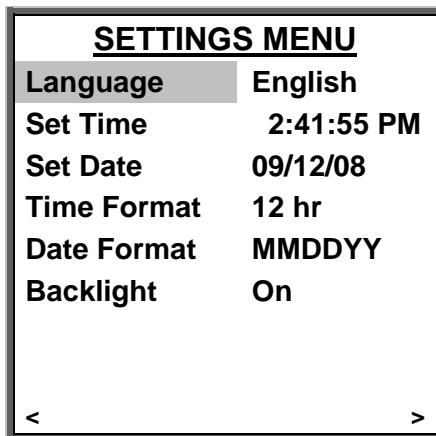 SETTINGS MENU
Language English
Set Time 2:41:55 PM
Set Date 09/12/08
Time Format 12 hr
Date Format MMDDYY
Backlight On
< >